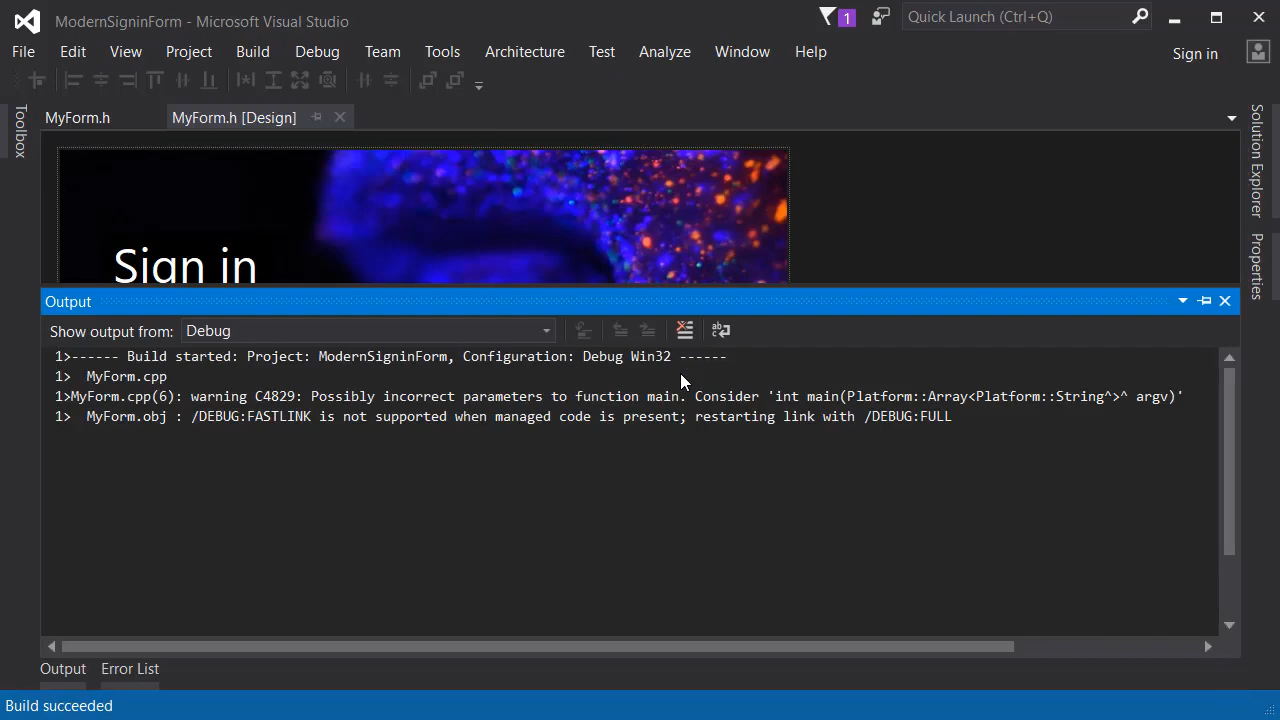 ModernSigninForm - Microsoft Visual Studio
1
Quick Launch (Ctrl+Q)
File Edit View Project Build Debug Team Tools Architecture Test Analyze Window Help
Sign in
Toolbox
MyForm.h
MyForm.h [Design]
Solution Explorer
Properties
Sign in
Output
Show output from: Debug
1>------ Build started: Project: ModernSigninForm, Configuration: Debug Win32 ------
1>  MyForm.cpp
1>MyForm.cpp(6): warning C4829: Possibly incorrect parameters to function main. Consider 'int main(Platform::Array<Platform::String^>^ argv)'
1>  MyForm.obj : /DEBUG:FASTLINK is not supported when managed code is present; restarting link with /DEBUG:FULL
Output Error List
Build succeeded